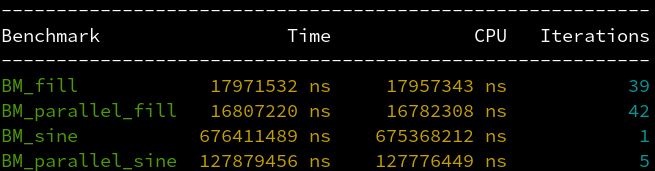 ---------------------------------------------------------
Benchmark               Time             CPU   Iterations
---------------------------------------------------------
BM_fill          17971532 ns     17957343 ns           39
BM_parallel_fill 16807220 ns     16782308 ns           42
BM_sine         676411489 ns    675368212 ns            1
BM_parallel_sine 127879456 ns    127776449 ns            5